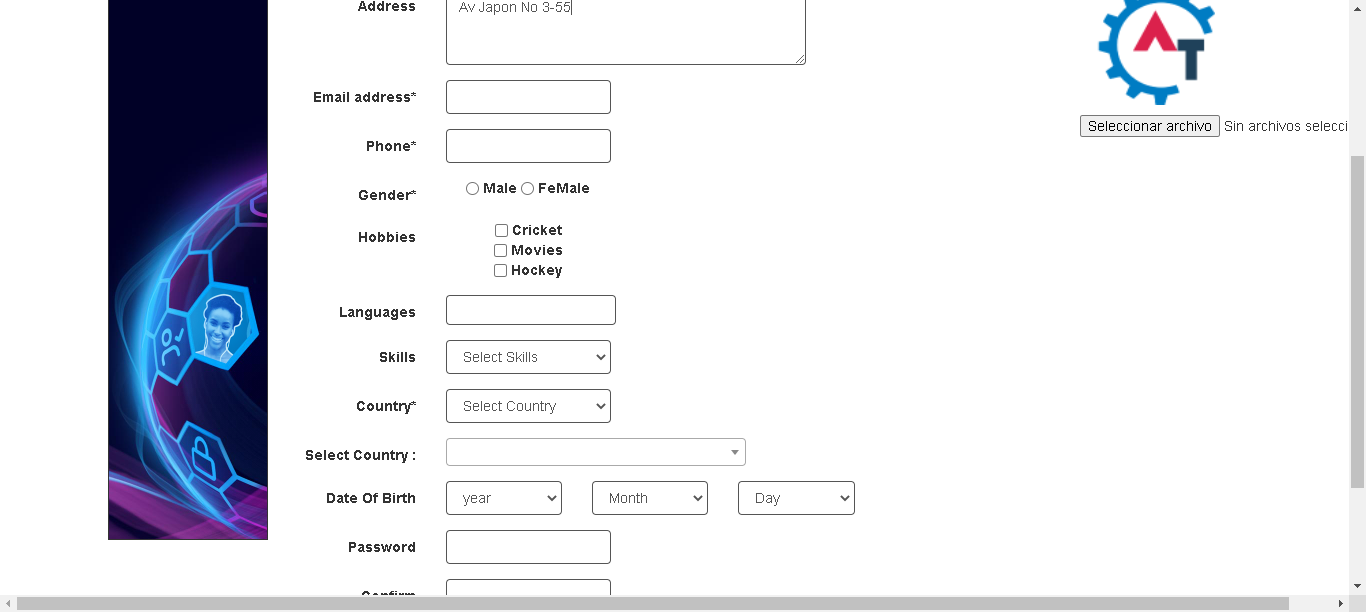 Address
Av Japon No 3-55
AT
Seleccionar archivo Sin archivos selecci
Email address*
Phone*
Gender*
Male FeMale
Hobbies
Cricket
Movies
Hockey
Languages
Skills
Select Skills
Country*
Select Country
Select Country :
Date Of Birth
year Month Day
Password
Confirm